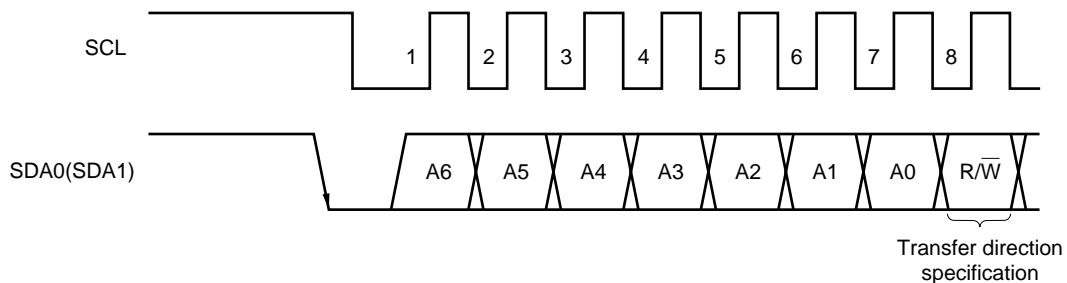 SCL
1 2 3 4 5 6 7 8
SDA0(SDA1)
A6 A5 A4 A3 A2 A1 A0 R/W̅
Transfer direction
specification